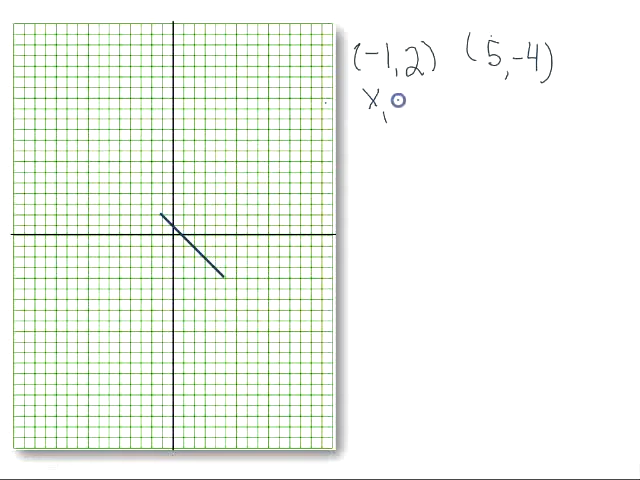 (-1,2) (5,-4)
x,